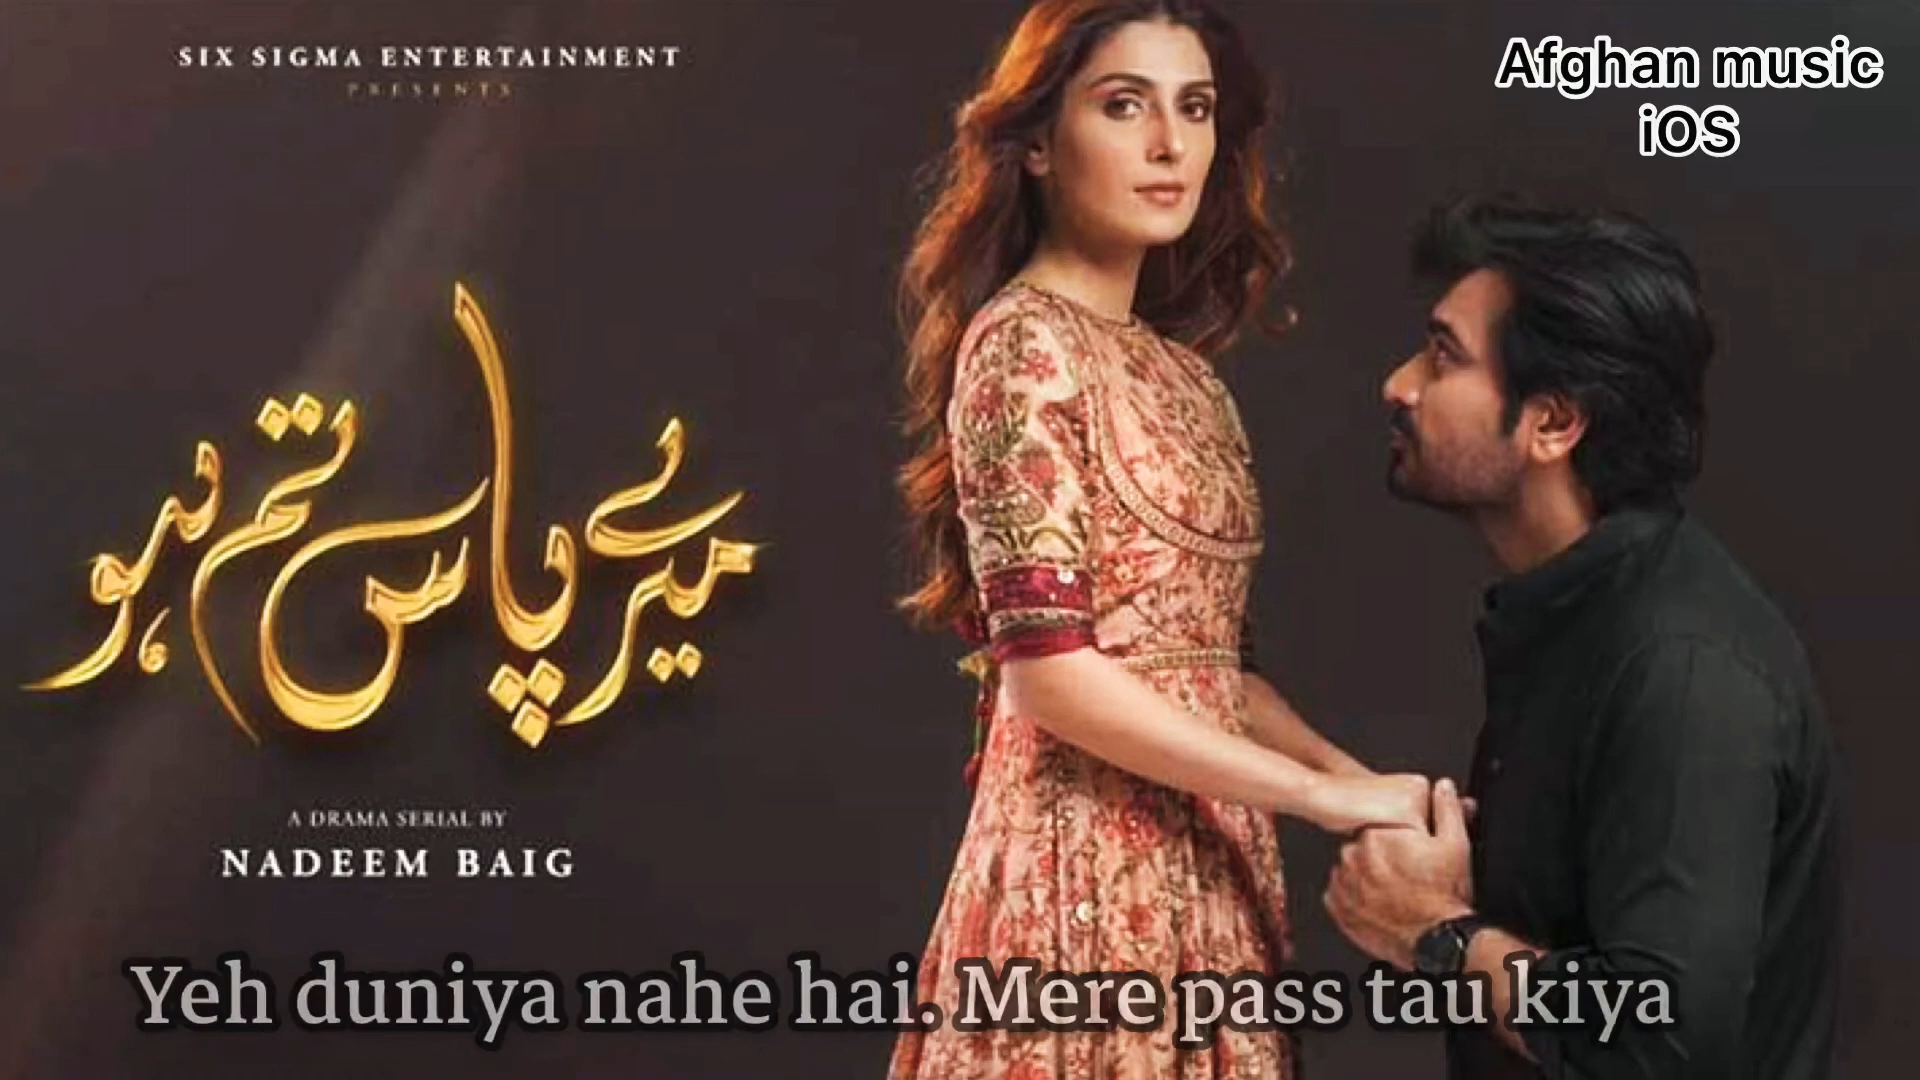 SIX SIGMA ENTERTAINMENT
PRESENTS
Afghan music
iOS
میرے پاس تم ہو
A DRAMA SERIAL BY
NADEEM BAIG
Yeh duniya nahe hai. Mere pass tau kiya